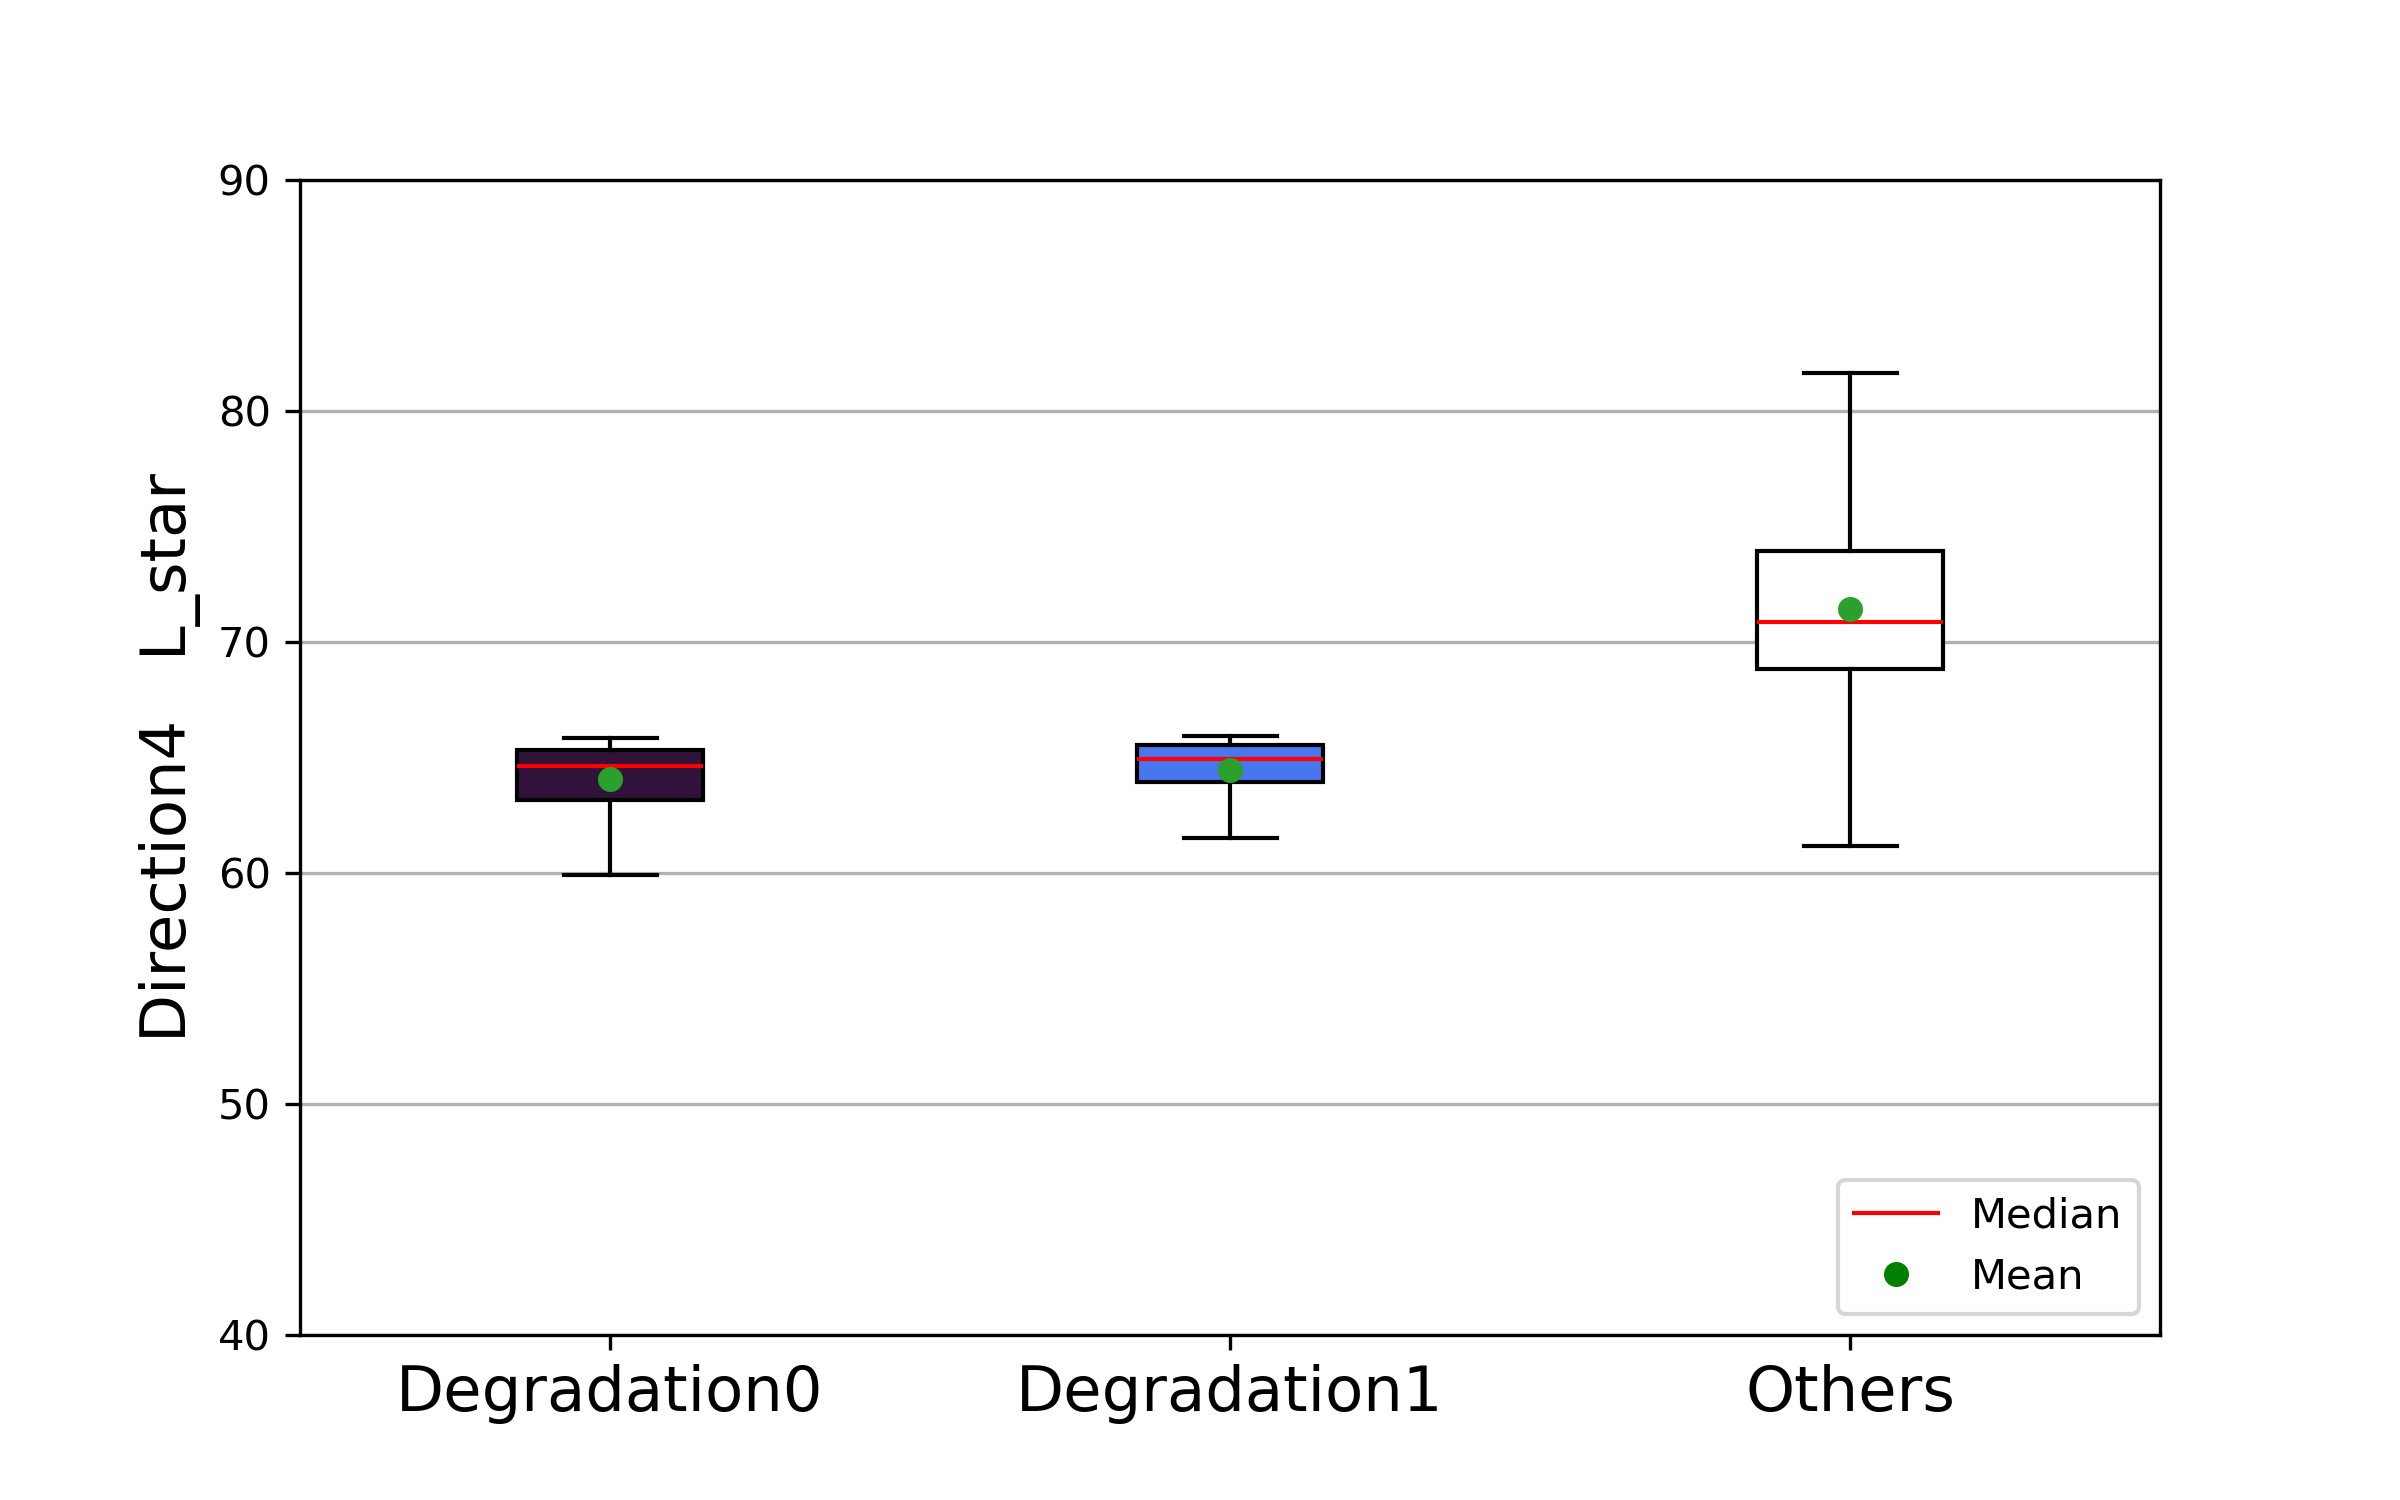 Direction4  L_star
90
80
70
60
50
40
Degradation0
Degradation1
Others
Median
Mean